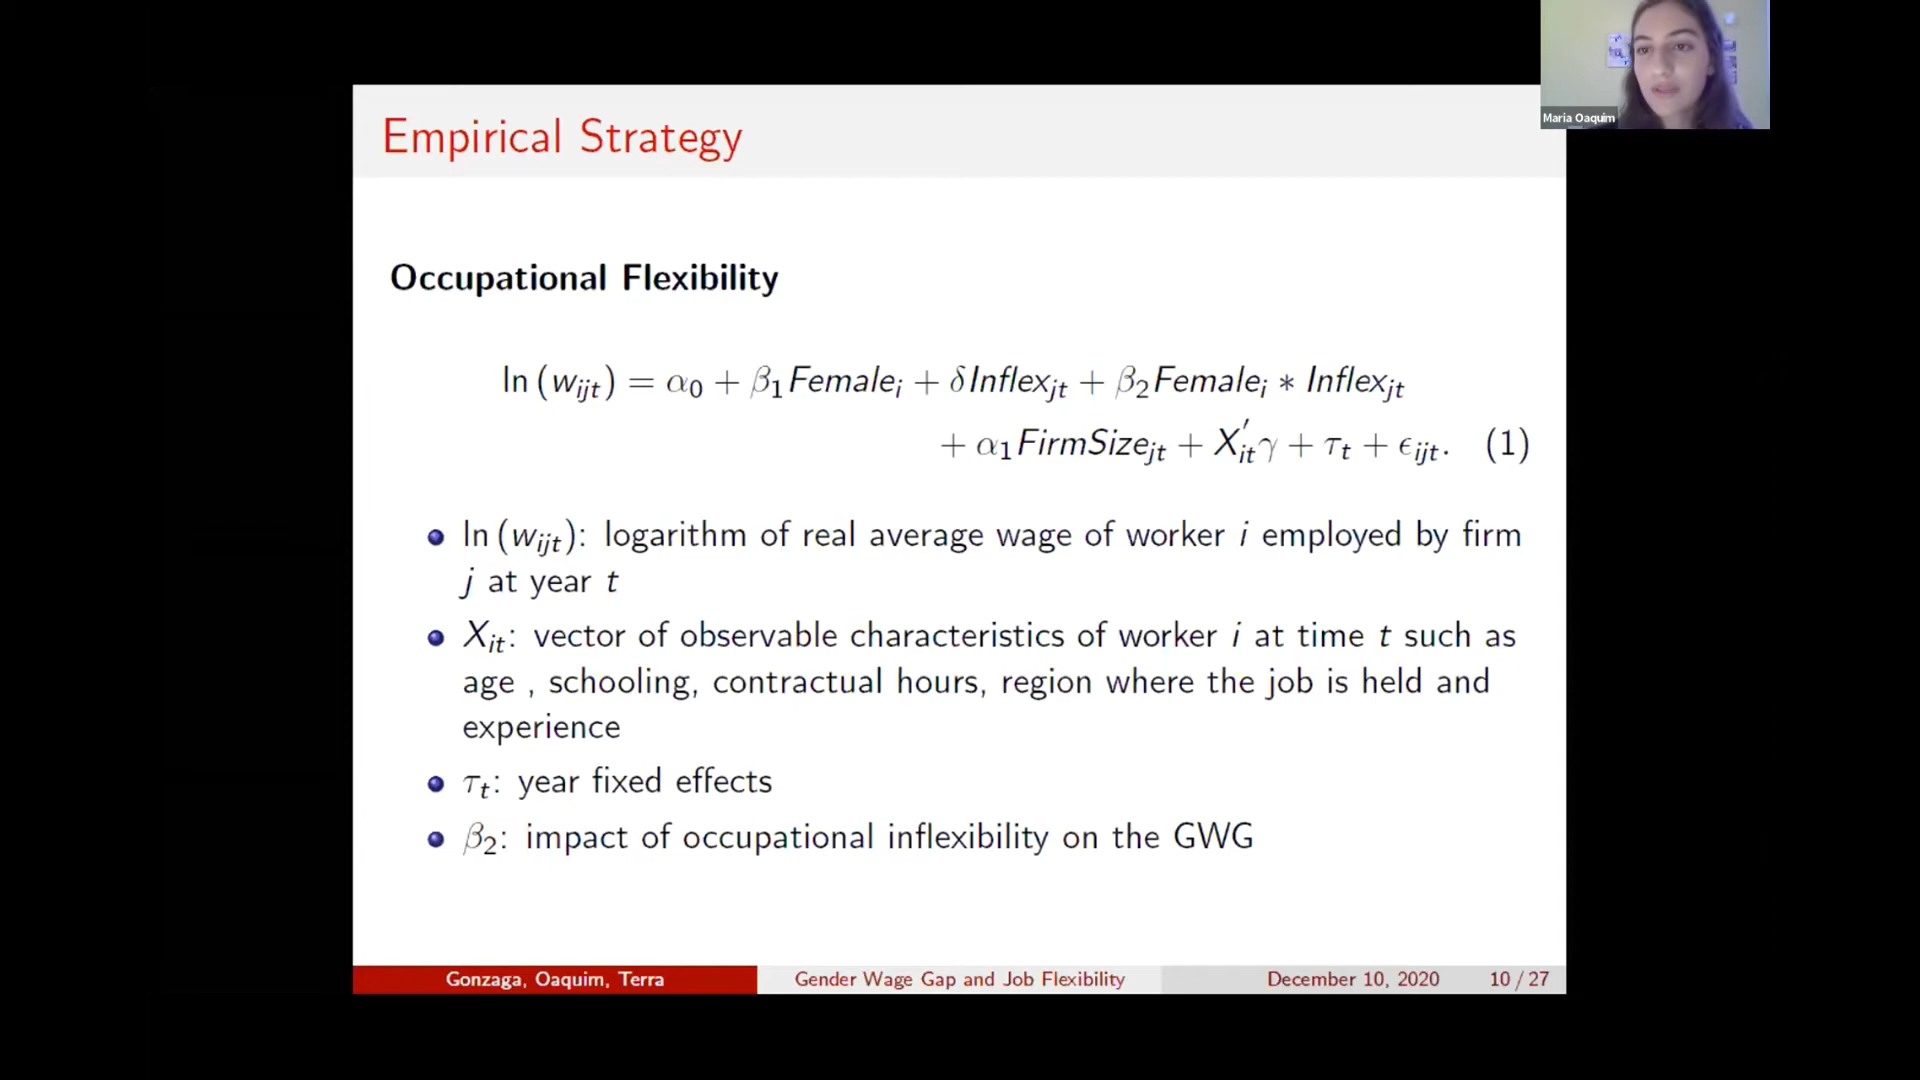 Maria Oaquim
Empirical Strategy
Occupational Flexibility
ln (w_ijt) = α_0 + β_1 Female_i + δInflex_jt + β_2 Female_i * Inflex_jt
+ α_1 FirmSize_jt + X'_it γ + τ_t + ϵ_ijt. (1)
ln (w_ijt): logarithm of real average wage of worker i employed by firm
j at year t
X_it: vector of observable characteristics of worker i at time t such as
age , schooling, contractual hours, region where the job is held and
experience
τ_t: year fixed effects
β_2: impact of occupational inflexibility on the GWG
Gonzaga, Oaquim, Terra Gender Wage Gap and Job Flexibility December 10, 2020 10 / 27